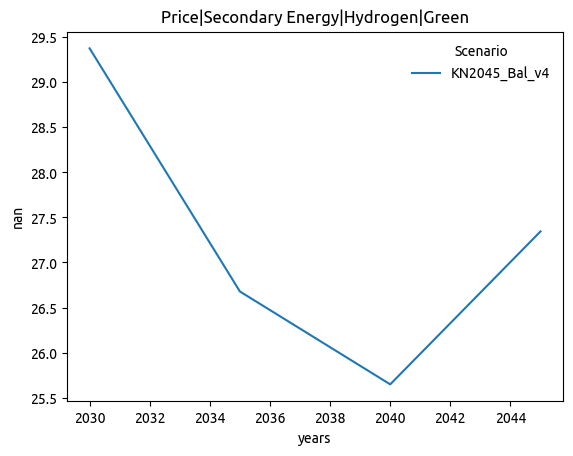 Price|Secondary Energy|Hydrogen|Green
29.5
29.0
28.5
28.0
27.5
27.0
26.5
26.0
25.5
nan
Scenario
KN2045_Bal_v4
2030 2032 2034 2036 2038 2040 2042 2044
years